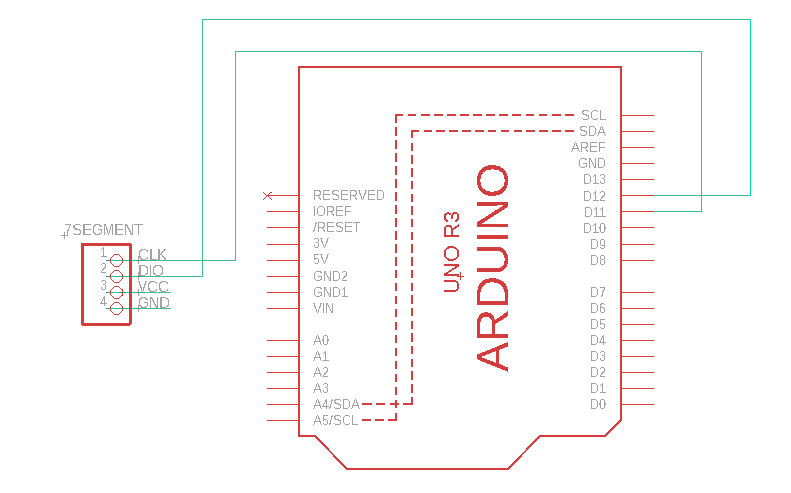 7SEGMENT
1 CLK
2 DIO
3 VCC
4 GND
RESERVED
IOREF
/RESET
3V
5V
GND2
GND1
VIN
A0
A1
A2
A3
A4/SDA
A5/SCL
UNO R3
ARDUINO
SCL
SDA
AREF
GND
D13
D12
D11
D10
D9
D8
D7
D6
D5
D4
D3
D2
D1
D0